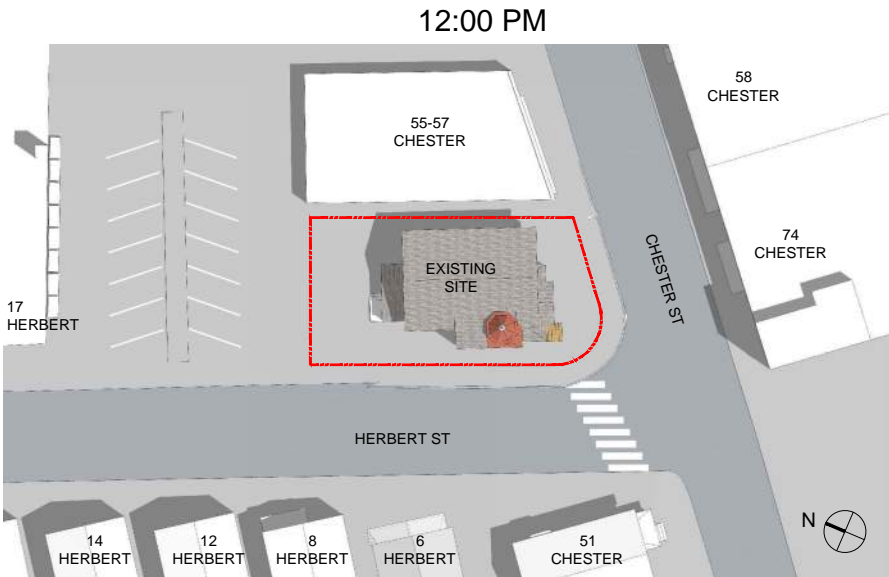 12:00 PM
58
CHESTER
55-57
CHESTER
74
CHESTER
CHESTER ST
EXISTING
SITE
17
HERBERT
HERBERT ST
N
14
HERBERT
12
HERBERT
8
HERBERT
6
HERBERT
51
CHESTER